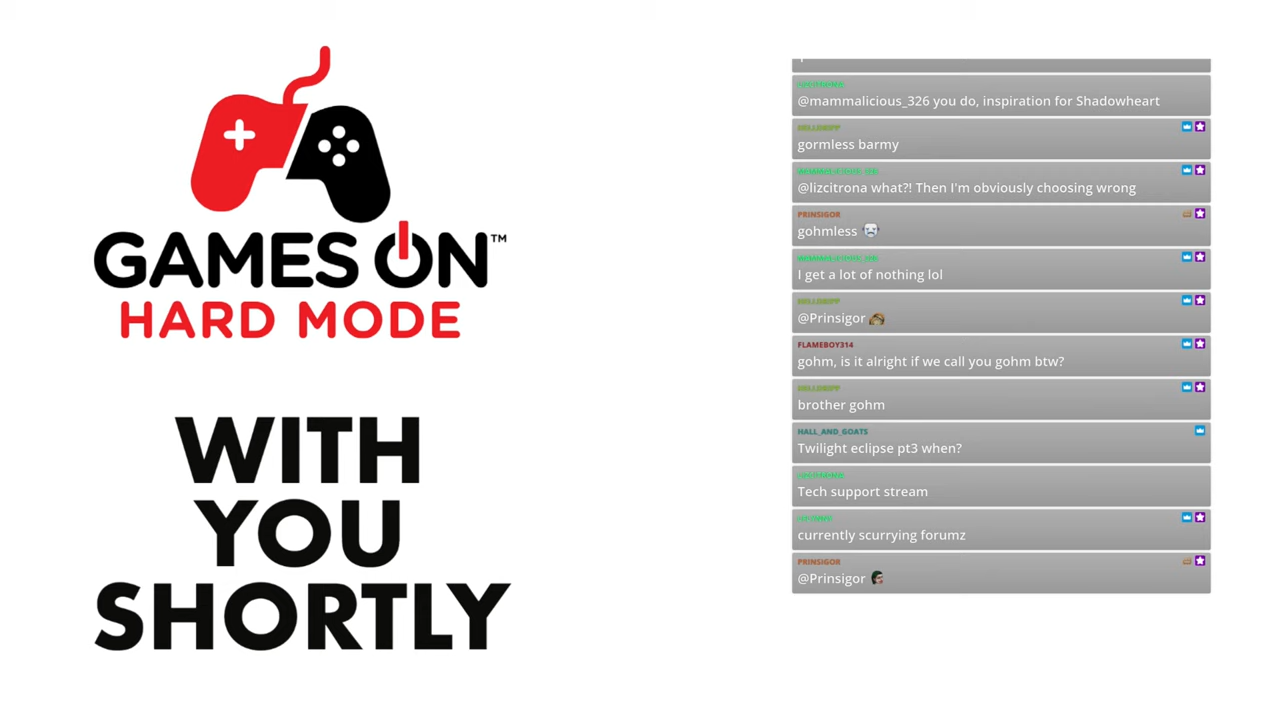 GAMES ON™
HARD MODE
WITH
YOU
SHORTLY
@mammalicious_326 you do, inspiration for Shadowheart
gormless barmy
@lizcitrona what?! Then I'm obviously choosing wrong
PRINSIGOR
gohmless
I get a lot of nothing lol
@Prinsigor
FLAMEBOY314
gohm, is it alright if we call you gohm btw?
brother gohm
HALL_AND_GOATS
Twilight eclipse pt3 when?
Tech support stream
currently scurrying forumz
PRINSIGOR
@Prinsigor